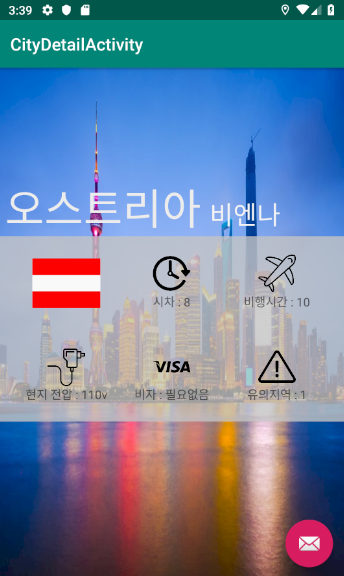 3:39
CityDetailActivity
오스트리아 비엔나
시차 : 8
비행시간 : 10
VISA
현지 전압 : 110v
비자 : 필요없음
유의지역 : 1